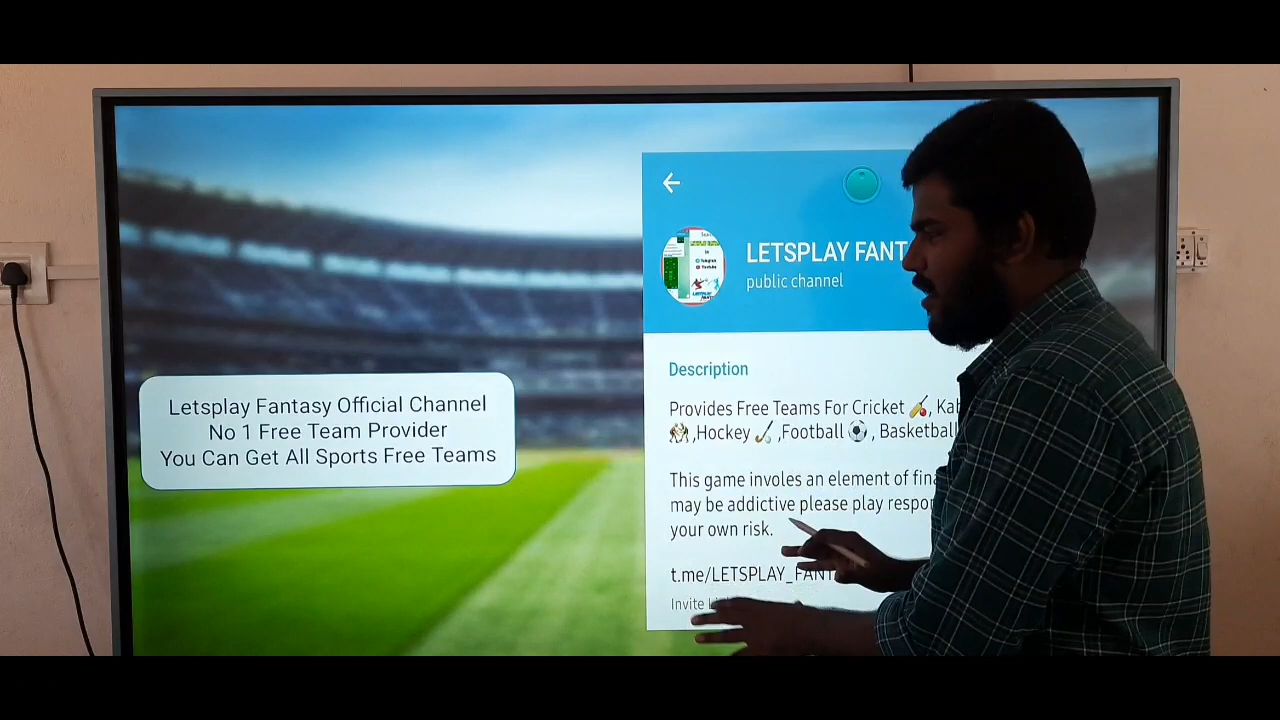 LETSPLAY FANT
public channel
Description
Letsplay Fantasy Official Channel
No 1 Free Team Provider
You Can Get All Sports Free Teams
Provides Free Teams For Cricket 🏏, Kab
🤼,Hockey 🏑 ,Football ⚽ , Basketball
This game involes an element of fina
may be addictive please play respon
your own risk.
t.me/LETSPLAY_FANT
Invite